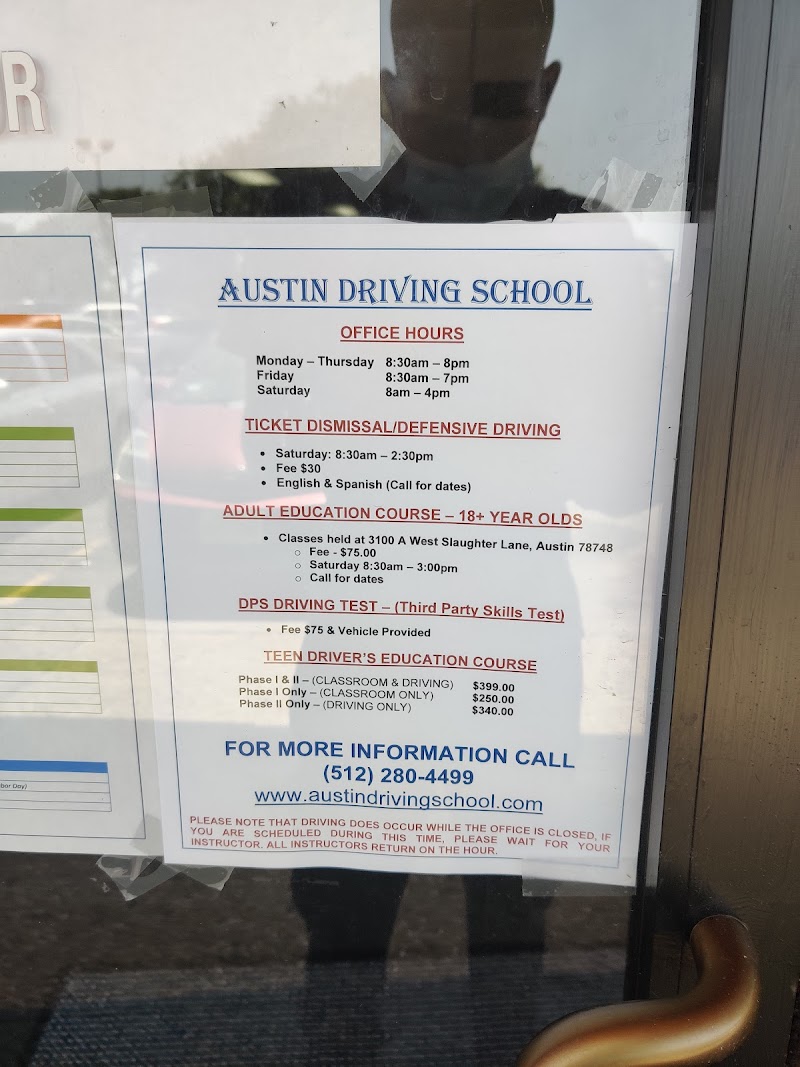 R
AUSTIN DRIVING SCHOOL
OFFICE HOURS
Monday – Thursday 8:30am – 8pm
Friday 8:30am – 7pm
Saturday 8am – 4pm
TICKET DISMISSAL/DEFENSIVE DRIVING
• Saturday: 8:30am – 2:30pm
• Fee $30
• English & Spanish (Call for dates)
ADULT EDUCATION COURSE – 18+ YEAR OLDS
• Classes held at 3100 A West Slaughter Lane, Austin 78748
○ Fee - $75.00
○ Saturday 8:30am – 3:00pm
○ Call for dates
DPS DRIVING TEST – (Third Party Skills Test)
• Fee $75 & Vehicle Provided
TEEN DRIVER'S EDUCATION COURSE
Phase I & II – (CLASSROOM & DRIVING) $399.00
Phase I Only – (CLASSROOM ONLY) $250.00
Phase II Only – (DRIVING ONLY) $340.00
FOR MORE INFORMATION CALL
(512) 280-4499
www.austindrivingschool.com
PLEASE NOTE THAT DRIVING DOES OCCUR WHILE THE OFFICE IS CLOSED, IF
YOU ARE SCHEDULED DURING THIS TIME, PLEASE WAIT FOR YOUR
INSTRUCTOR. ALL INSTRUCTORS RETURN ON THE HOUR.
Day)